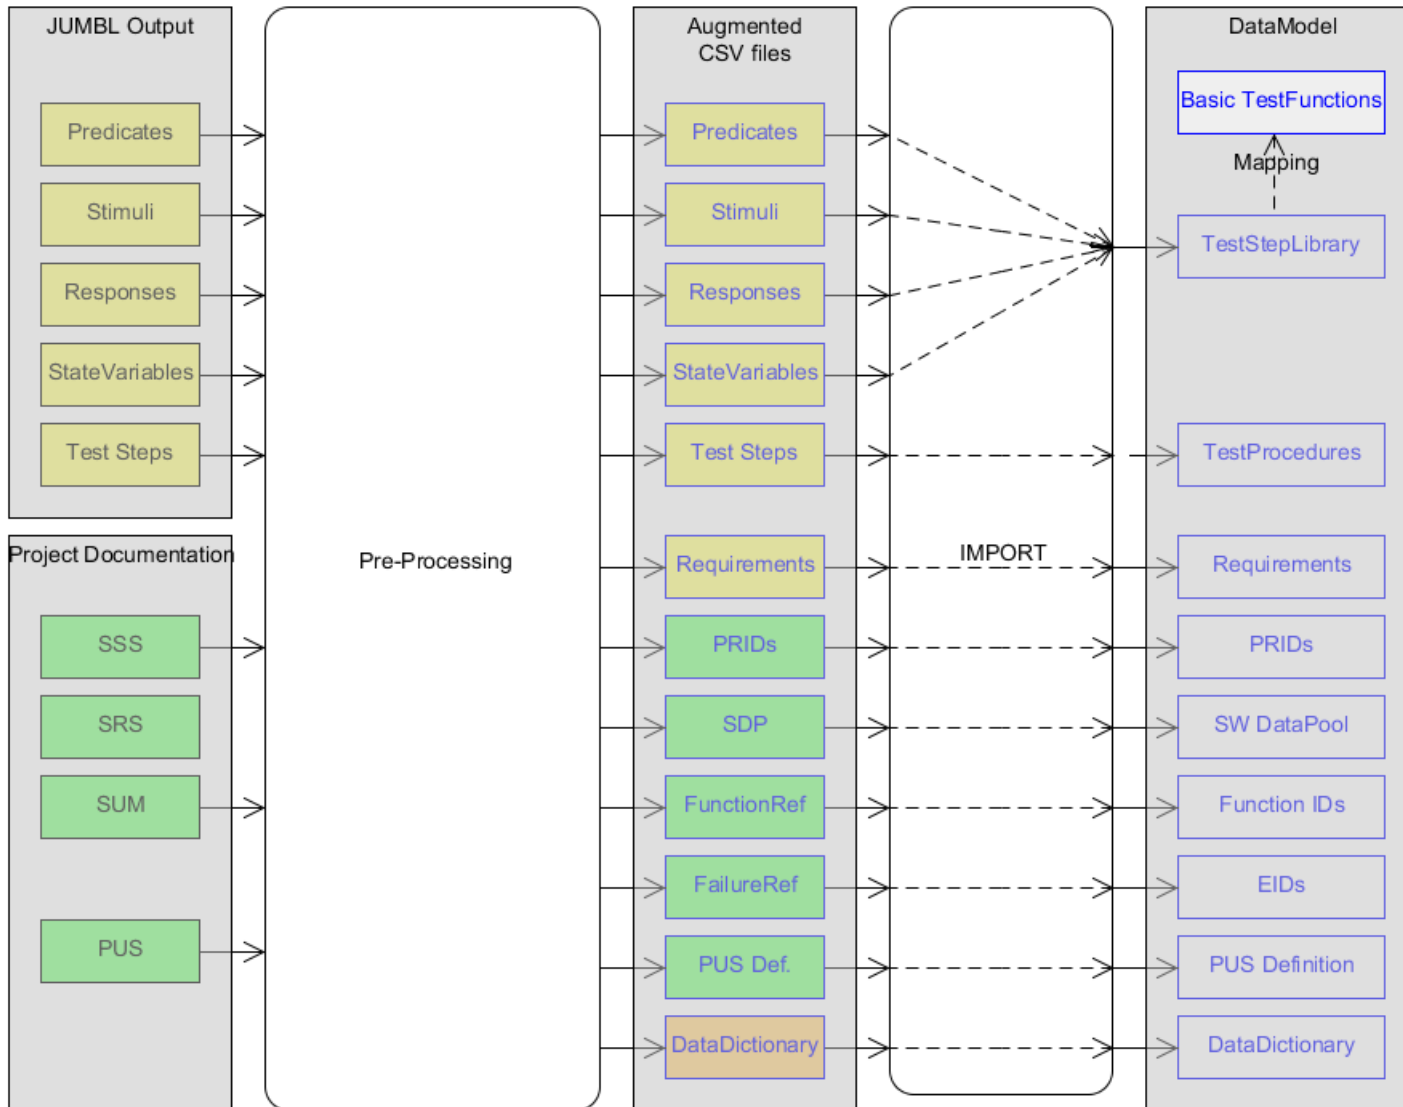 JUMBL Output
Predicates
Stimuli
Responses
StateVariables
Test Steps
Project Documentation
SSS
SRS
SUM
PUS
Pre-Processing
Augmented
CSV files
Predicates
Stimuli
Responses
StateVariables
Test Steps
Requirements
PRIDs
SDP
FunctionRef
FailureRef
PUS Def.
DataDictionary
IMPORT
DataModel
Basic TestFunctions
Mapping
TestStepLibrary
TestProcedures
Requirements
PRIDs
SW DataPool
Function IDs
EIDs
PUS Definition
DataDictionary